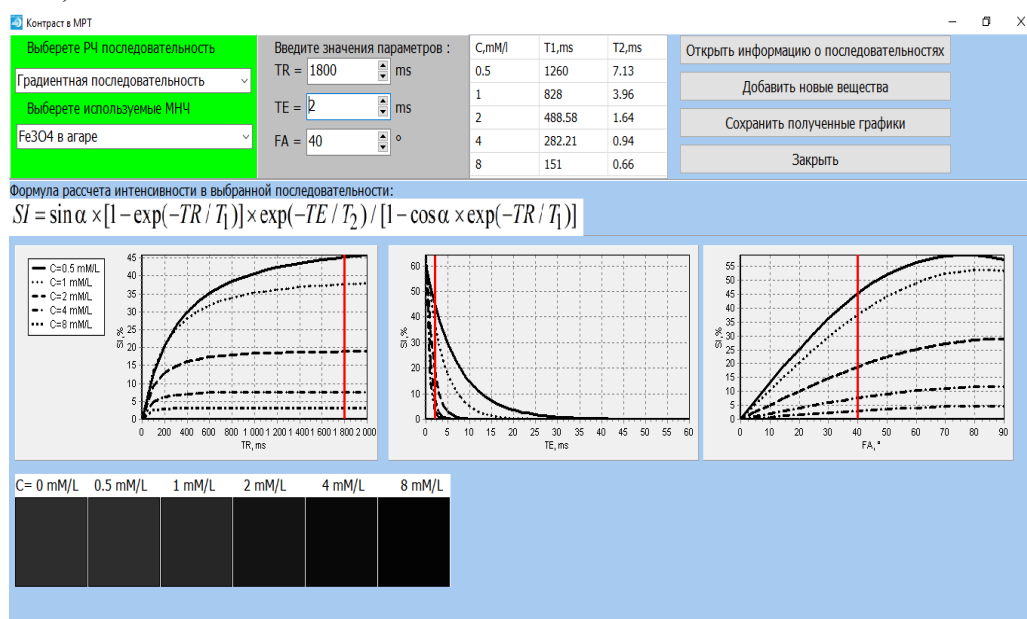 Контраст в МРТ
Выберете РЧ последовательность
Градиентная последовательность
Выберете используемые МНЧ
Fe3O4 в агаре
Введите значения параметров :
TR = 1800 ms
TE = 2 ms
FA = 40 °
C,mM/l T1,ms T2,ms
0.5 1260 7.13
1 828 3.96
2 488.58 1.64
4 282.21 0.94
8 151 0.66
Открыть информацию о последовательностях
Добавить новые вещества
Сохранить полученные графики
Закрыть
Формула рассчета интенсивности в выбранной последовательности:
SI = sin α ×[1 − exp(−TR / T1)] × exp(−TE / T2) / [1 − cos α × exp(−TR / T1)]
C=0.5 mM/L
C=1 mM/L
C=2 mM/L
C=4 mM/L
C=8 mM/L
SI,%
45
40
35
30
25
20
15
10
5
0
0 200 400 600 800 1 000 1 200 1 400 1 600 1 800 2 000
TR, ms
SI,%
60
50
40
30
20
10
0
0 5 10 15 20 25 30 35 40 45 50 55 60
TE, ms
SI,%
55
50
45
40
35
30
25
20
15
10
5
0
0 10 20 30 40 50 60 70 80 90
FA, °
C= 0 mM/L 0.5 mM/L 1 mM/L 2 mM/L 4 mM/L 8 mM/L